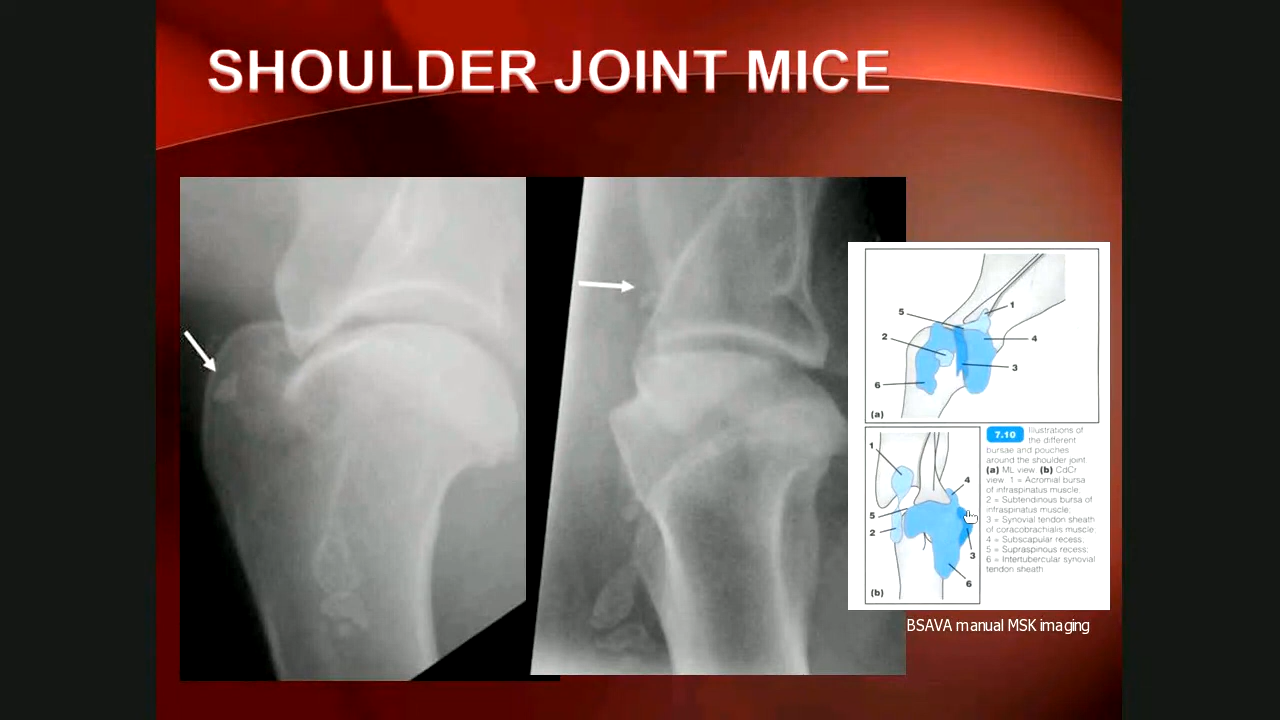 SHOULDER JOINT MICE
1
5
2
4
3
6
(a)
1
4
5
2
3
6
(b)
7.10 Illustrations of
the different
bursae and pouches
around the shoulder joint.
(a) ML view. (b) CdCr
view. 1 = Acromial bursa
of infraspinatus muscle;
2 = Subtendinous bursa of
infraspinatus muscle;
3 = Synovial tendon sheath
of coracobrachialis muscle;
4 = Subscapular recess;
5 = Supraspinous recess;
6 = Intertubercular synovial
tendon sheath
BSAVA manual MSK imaging